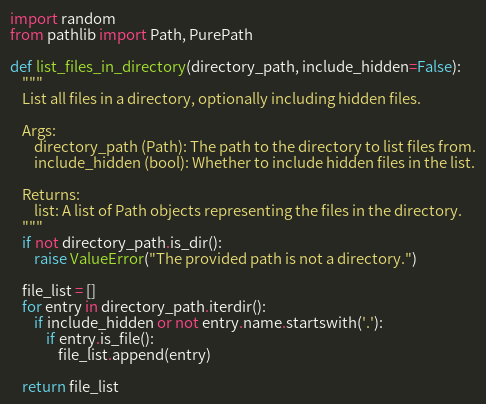 import random
from pathlib import Path, PurePath

def list_files_in_directory(directory_path, include_hidden=False):
    """
    List all files in a directory, optionally including hidden files.

    Args:
        directory_path (Path): The path to the directory to list files from.
        include_hidden (bool): Whether to include hidden files in the list.

    Returns:
        list: A list of Path objects representing the files in the directory.
    """
    if not directory_path.is_dir():
        raise ValueError("The provided path is not a directory.")

    file_list = []
    for entry in directory_path.iterdir():
        if include_hidden or not entry.name.startswith('.'):
            if entry.is_file():
                file_list.append(entry)

    return file_list